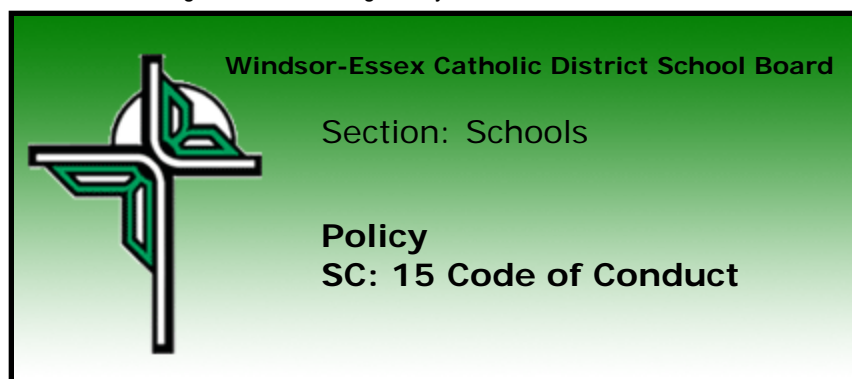 Windsor-Essex Catholic District School Board
Section: Schools
Policy
SC: 15 Code of Conduct